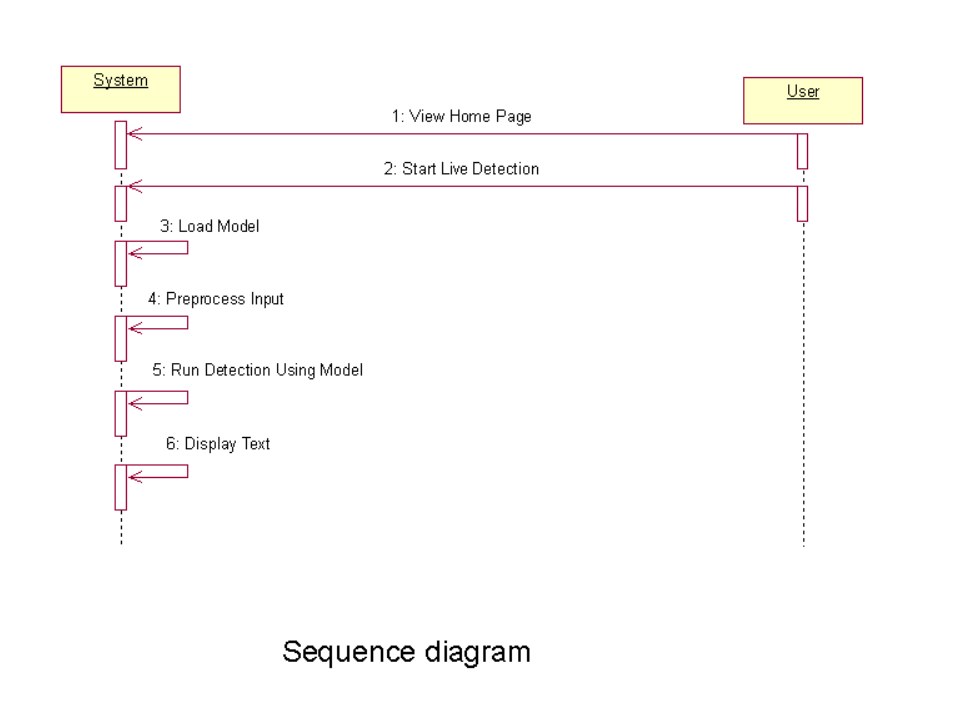 System
User
1: View Home Page
2: Start Live Detection
3: Load Model
4: Preprocess Input
5: Run Detection Using Model
6: Display Text
Sequence diagram